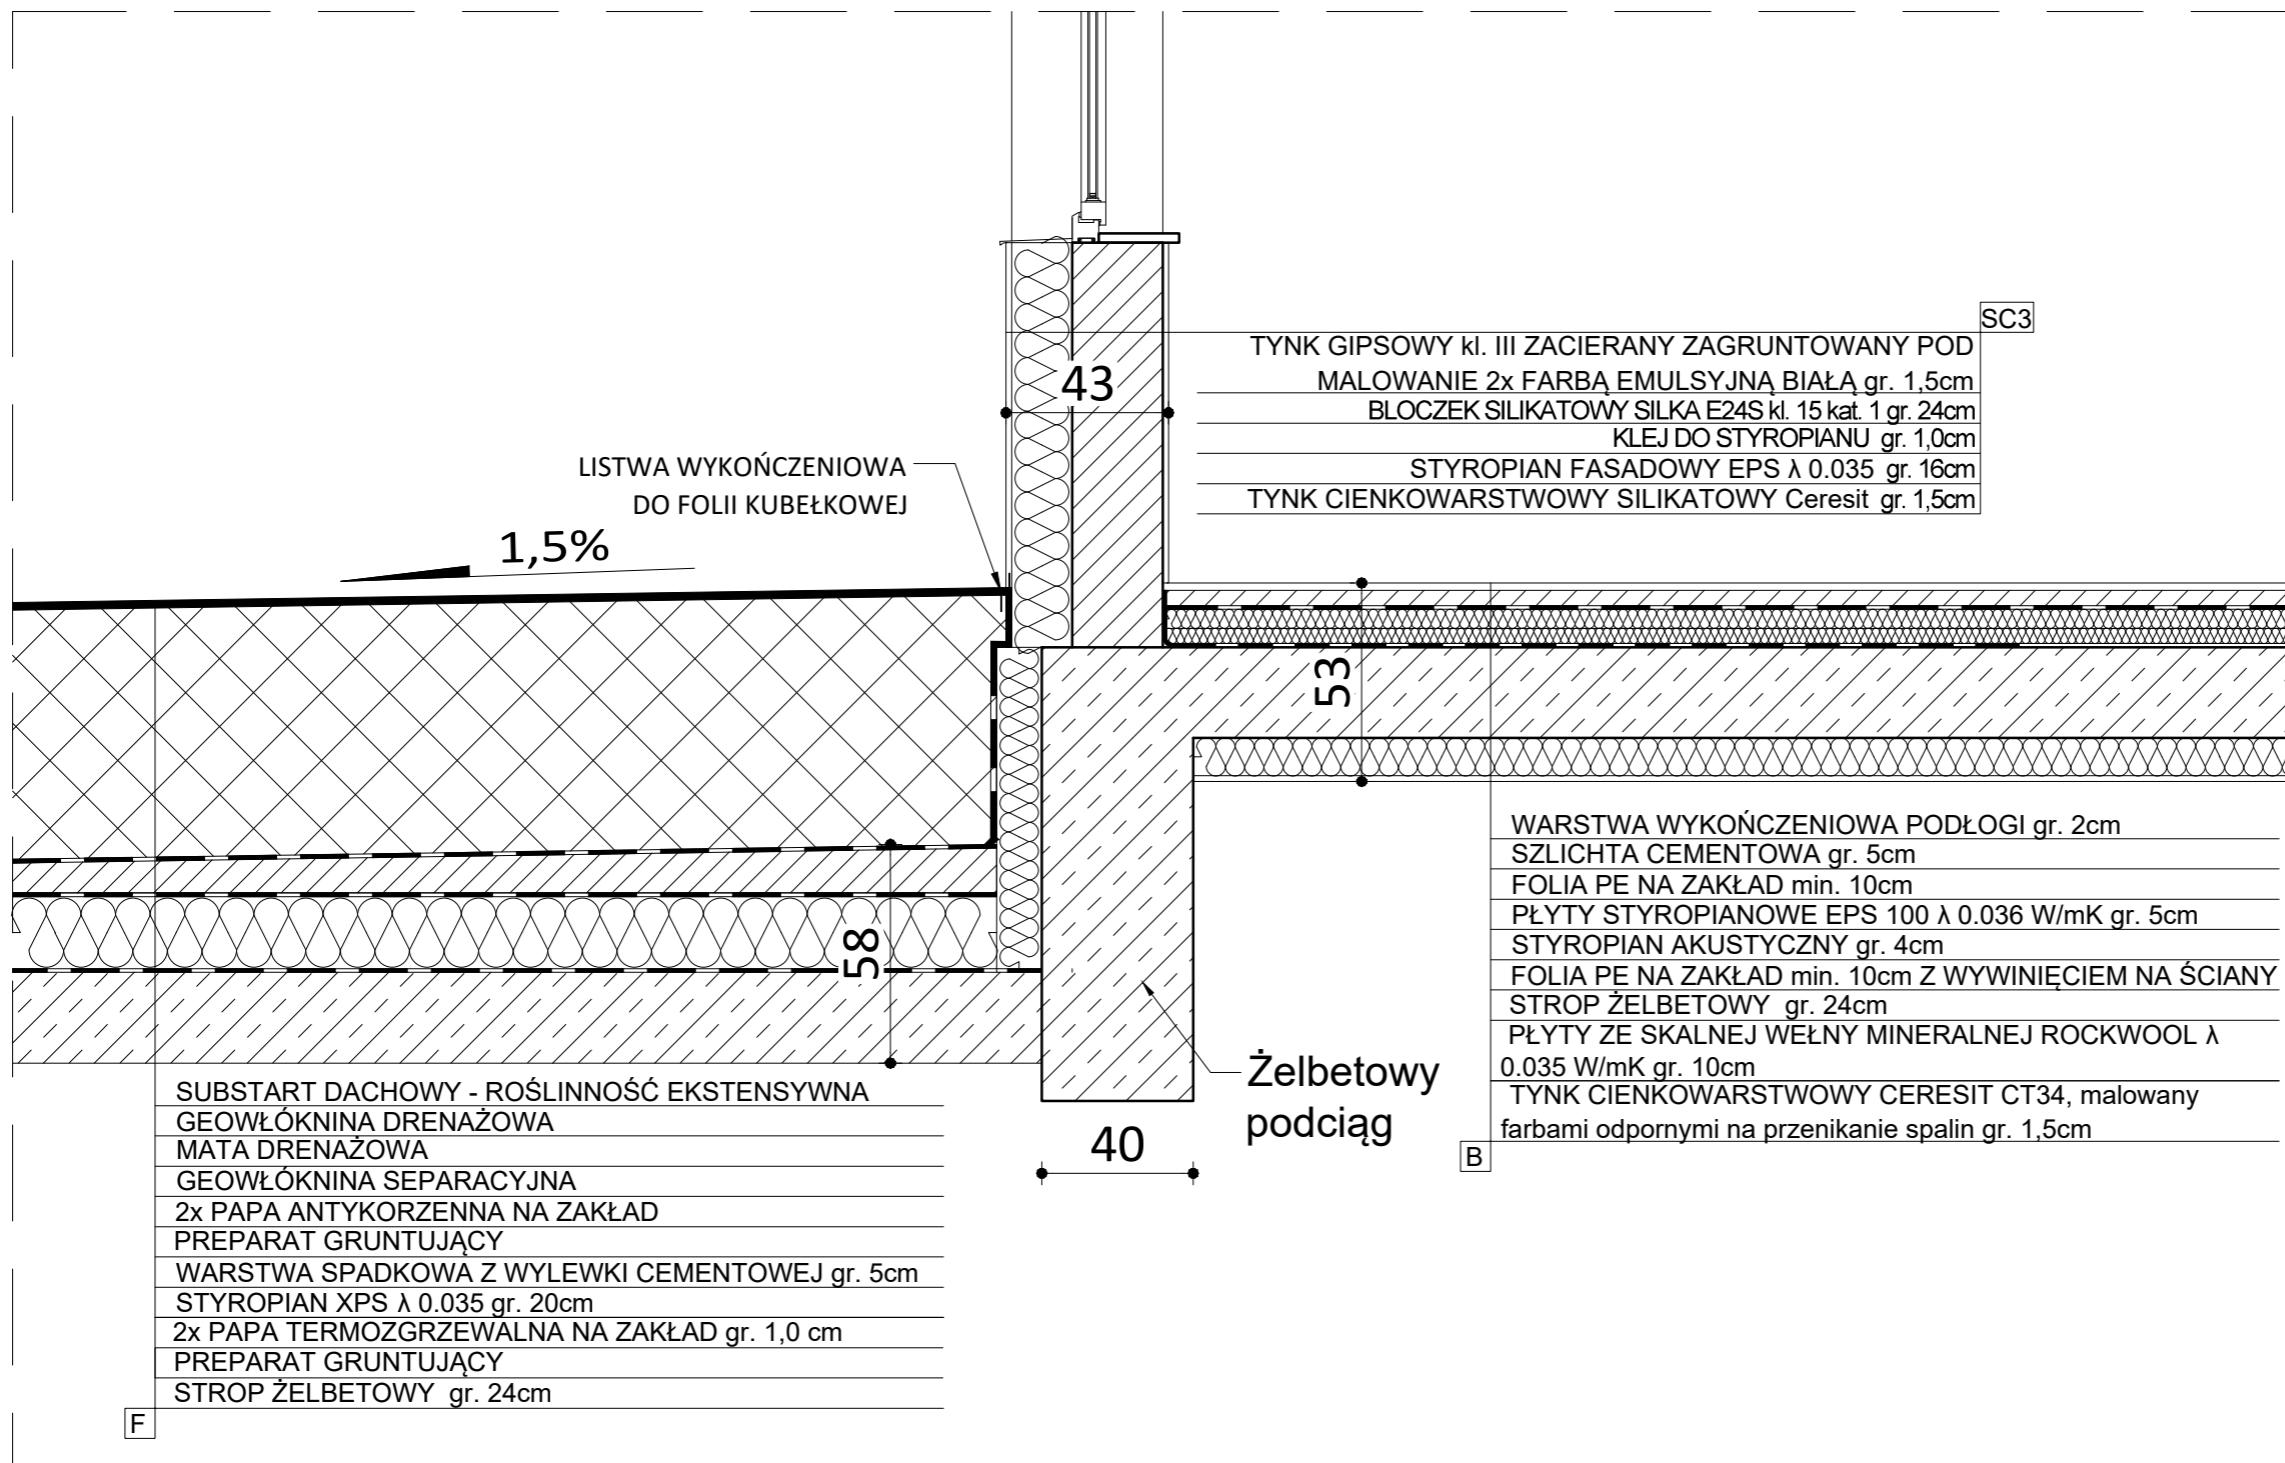 SC3
TYNK GIPSOWY kl. III ZACIERANY ZAGRUNTOWANY POD
MALOWANIE 2x FARBĄ EMULSYJNĄ BIAŁĄ gr. 1,5cm
BLOCZEK SILIKATOWY SILKA E24S kl. 15 kat. 1 gr. 24cm
KLEJ DO STYROPIANU gr. 1,0cm
STYROPIAN FASADOWY EPS λ 0.035 gr. 16cm
TYNK CIENKOWARSTWOWY SILIKATOWY Ceresit gr. 1,5cm
43
LISTWA WYKOŃCZENIOWA
DO FOLII KUBEŁKOWEJ
1,5%
53
58
40
Żelbetowy
podciąg
WARSTWA WYKOŃCZENIOWA PODŁOGI gr. 2cm
SZLICHTA CEMENTOWA gr. 5cm
FOLIA PE NA ZAKŁAD min. 10cm
PŁYTY STYROPIANOWE EPS 100 λ 0.036 W/mK gr. 5cm
STYROPIAN AKUSTYCZNY gr. 4cm
FOLIA PE NA ZAKŁAD min. 10cm Z WYWINIĘCIEM NA ŚCIANY
STROP ŻELBETOWY gr. 24cm
PŁYTY ZE SKALNEJ WEŁNY MINERALNEJ ROCKWOOL λ
0.035 W/mK gr. 10cm
TYNK CIENKOWARSTWOWY CERESIT CT34, malowany
farbami odpornymi na przenikanie spalin gr. 1,5cm
B
SUBSTART DACHOWY - ROŚLINNOŚĆ EKSTENSYWNA
GEOWŁÓKNINA DRENAŻOWA
MATA DRENAŻOWA
GEOWŁÓKNINA SEPARACYJNA
2x PAPA ANTYKORZENNA NA ZAKŁAD
PREPARAT GRUNTUJĄCY
WARSTWA SPADKOWA Z WYLEWKI CEMENTOWEJ gr. 5cm
STYROPIAN XPS λ 0.035 gr. 20cm
2x PAPA TERMOZGRZEWALNA NA ZAKŁAD gr. 1,0 cm
PREPARAT GRUNTUJĄCY
STROP ŻELBETOWY gr. 24cm
F